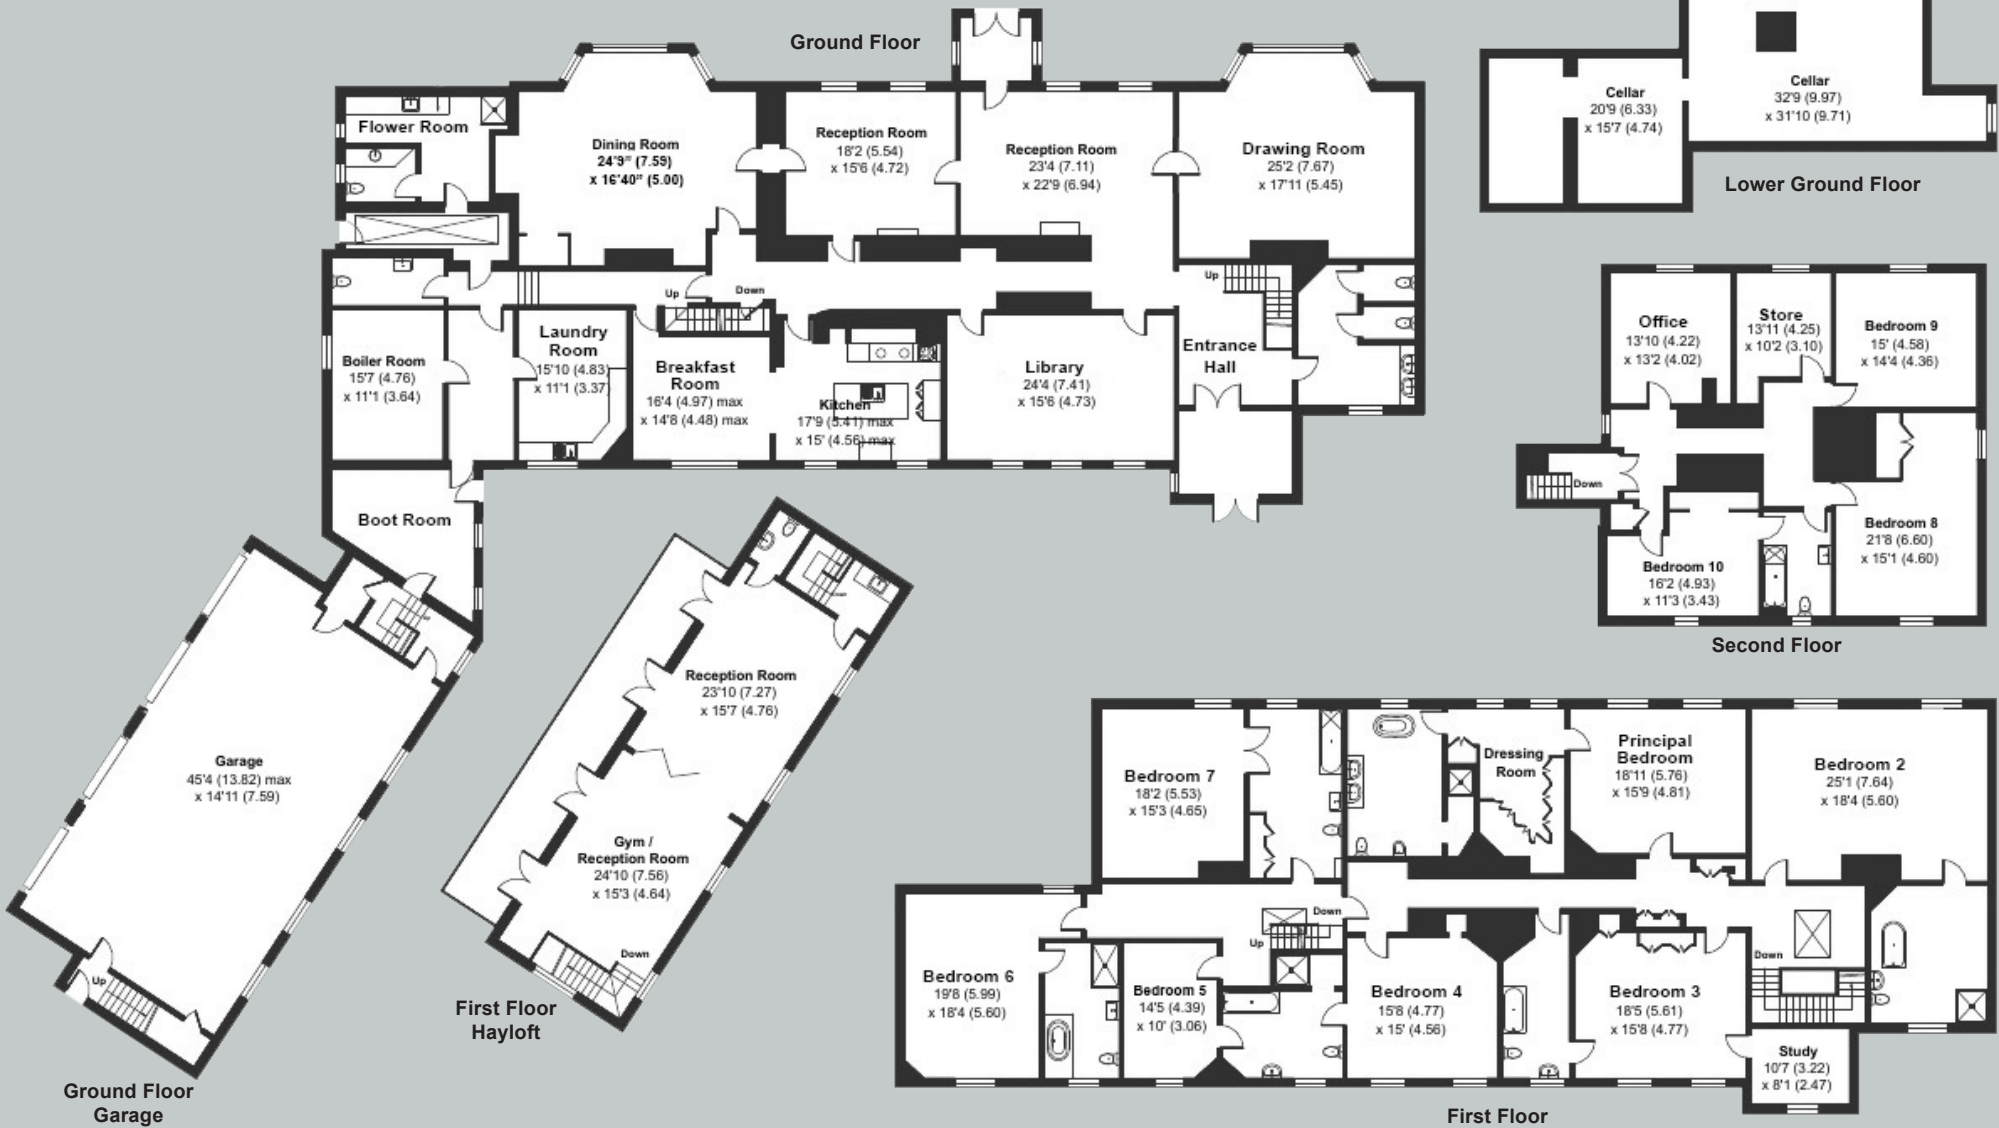 Ground Floor
Flower Room
Dining Room
24'9" (7.59)
x 16'40" (5.00)
Reception Room
18'2 (5.54)
x 15'6 (4.72)
Reception Room
23'4 (7.11)
x 22'9 (6.94)
Drawing Room
25'2 (7.67)
x 17'11 (5.45)
Up
Down
Up
Boiler Room
15'7 (4.76)
x 11'1 (3.64)
Laundry
Room
15'10 (4.83)
x 11'1 (3.37)
Breakfast
Room
16'4 (4.97) max
x 14'8 (4.48) max
Kitchen
17'9 (5.41) max
x 15' (4.56) max
Library
24'4 (7.41)
x 15'6 (4.73)
Entrance
Hall
Boot Room
Cellar
20'9 (6.33)
x 15'7 (4.74)
Cellar
32'9 (9.97)
x 31'10 (9.71)
Lower Ground Floor
Office
13'10 (4.22)
x 13'2 (4.02)
Store
13'11 (4.25)
x 10'2 (3.10)
Bedroom 9
15' (4.58)
x 14'4 (4.36)
Down
Bedroom 8
21'8 (6.60)
x 15'1 (4.60)
Bedroom 10
16'2 (4.93)
x 11'3 (3.43)
Second Floor
Garage
45'4 (13.82) max
x 14'11 (7.59)
Up
Ground Floor
Garage
Reception Room
23'10 (7.27)
x 15'7 (4.76)
Gym /
Reception Room
24'10 (7.56)
x 15'3 (4.64)
Down
First Floor
Hayloft
Bedroom 7
18'2 (5.53)
x 15'3 (4.65)
Dressing
Room
Principal
Bedroom
18'11 (5.76)
x 15'9 (4.81)
Bedroom 2
25'1 (7.64)
x 18'4 (5.60)
Down
Up
Down
Bedroom 6
19'8 (5.99)
x 18'4 (5.60)
Bedroom 5
14'5 (4.39)
x 10' (3.06)
Bedroom 4
15'8 (4.77)
x 15' (4.56)
Bedroom 3
18'5 (5.61)
x 15'8 (4.77)
Study
10'7 (3.22)
x 8'1 (2.47)
First Floor